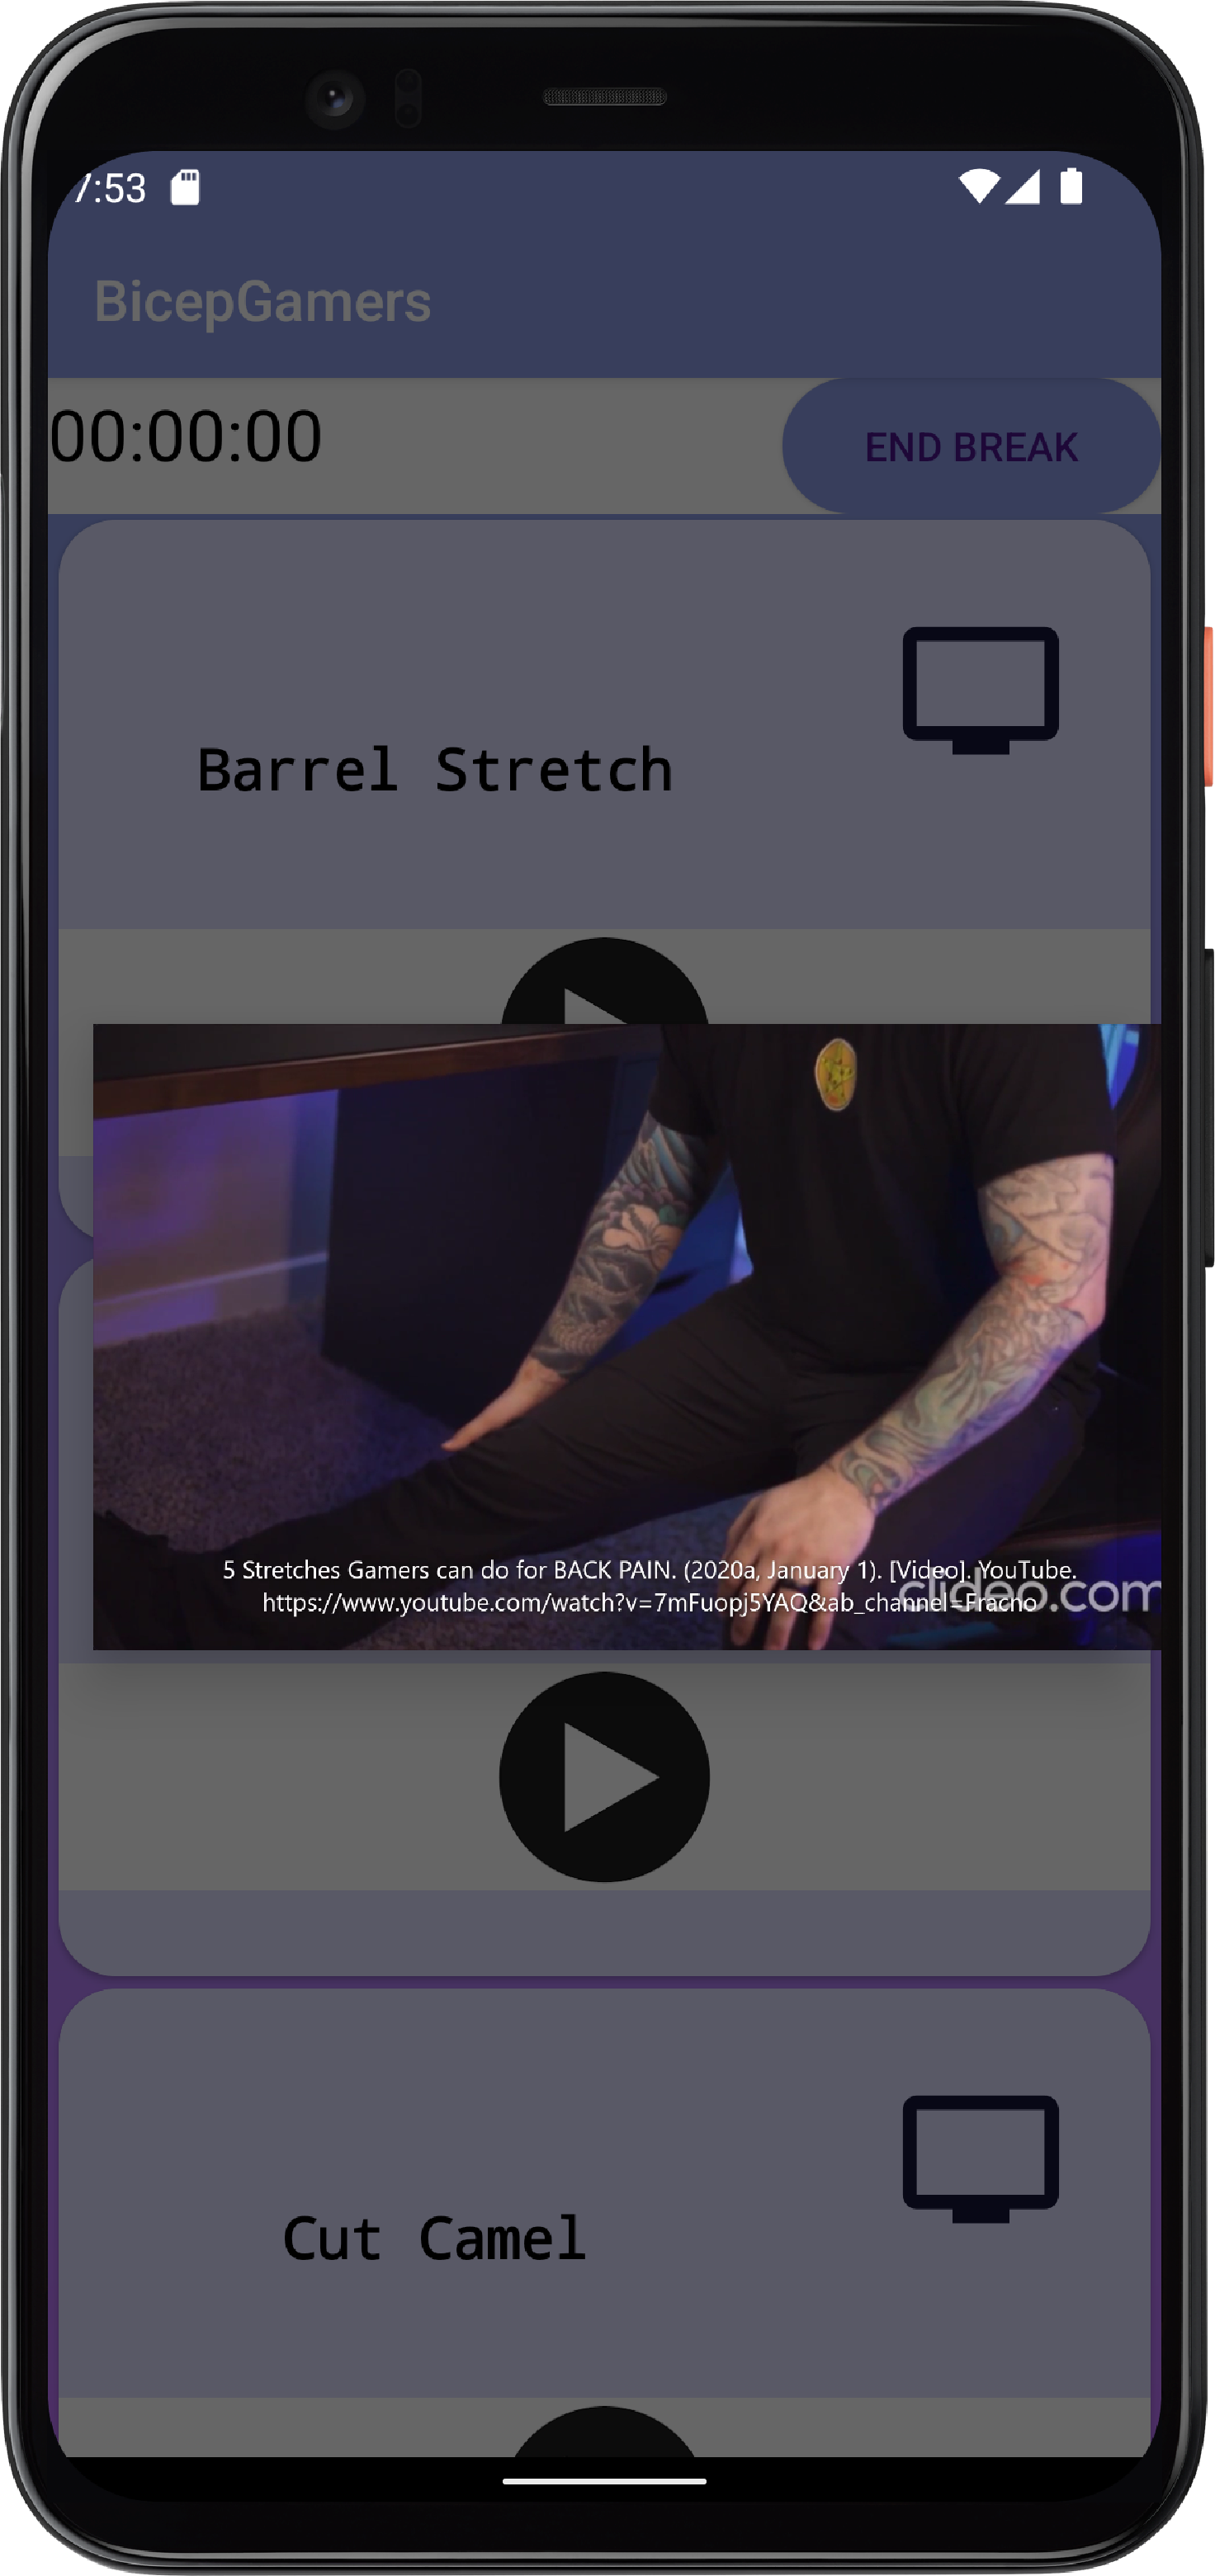 7:53
BicepGamers
00:00:00
END BREAK
Barrel Stretch
5 Stretches Gamers can do for BACK PAIN. (2020a, January 1). [Video]. YouTube.
https://www.youtube.com/watch?v=7mFuopj5YAQ&ab_channel=Fracho
clideo.com
Cut Camel